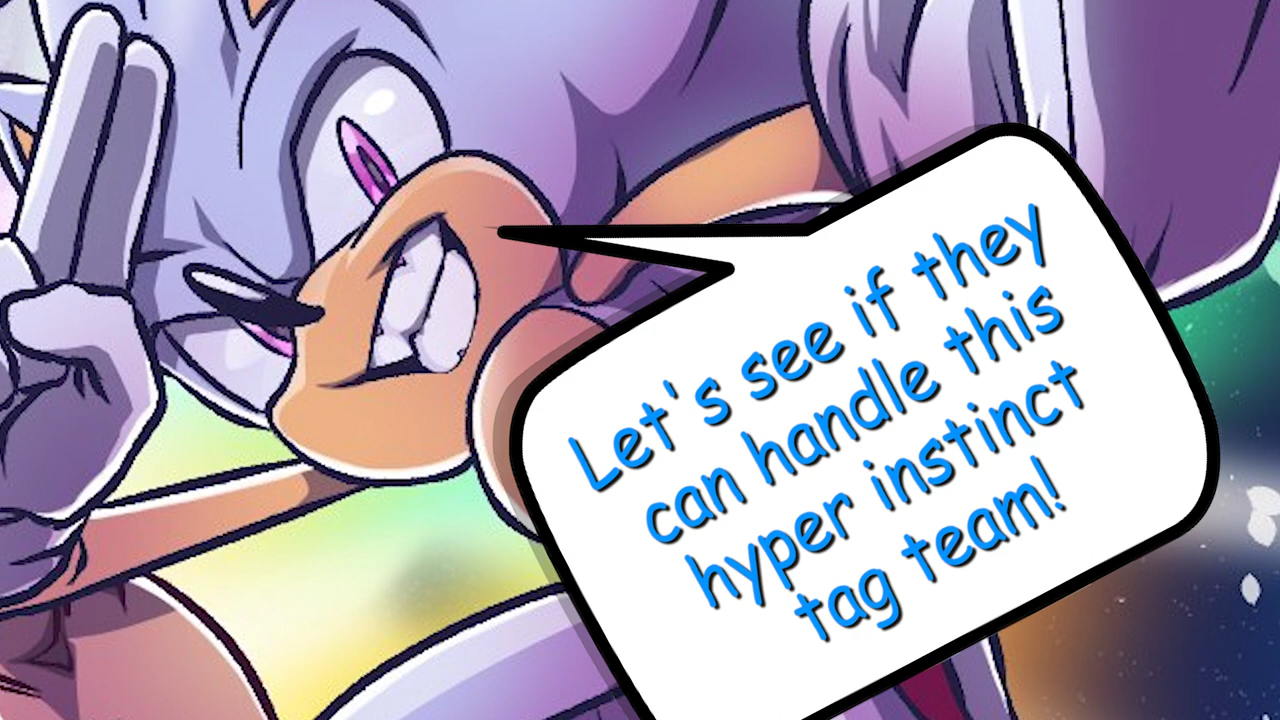 Let's see if they
can handle this
hyper instinct
tag team!